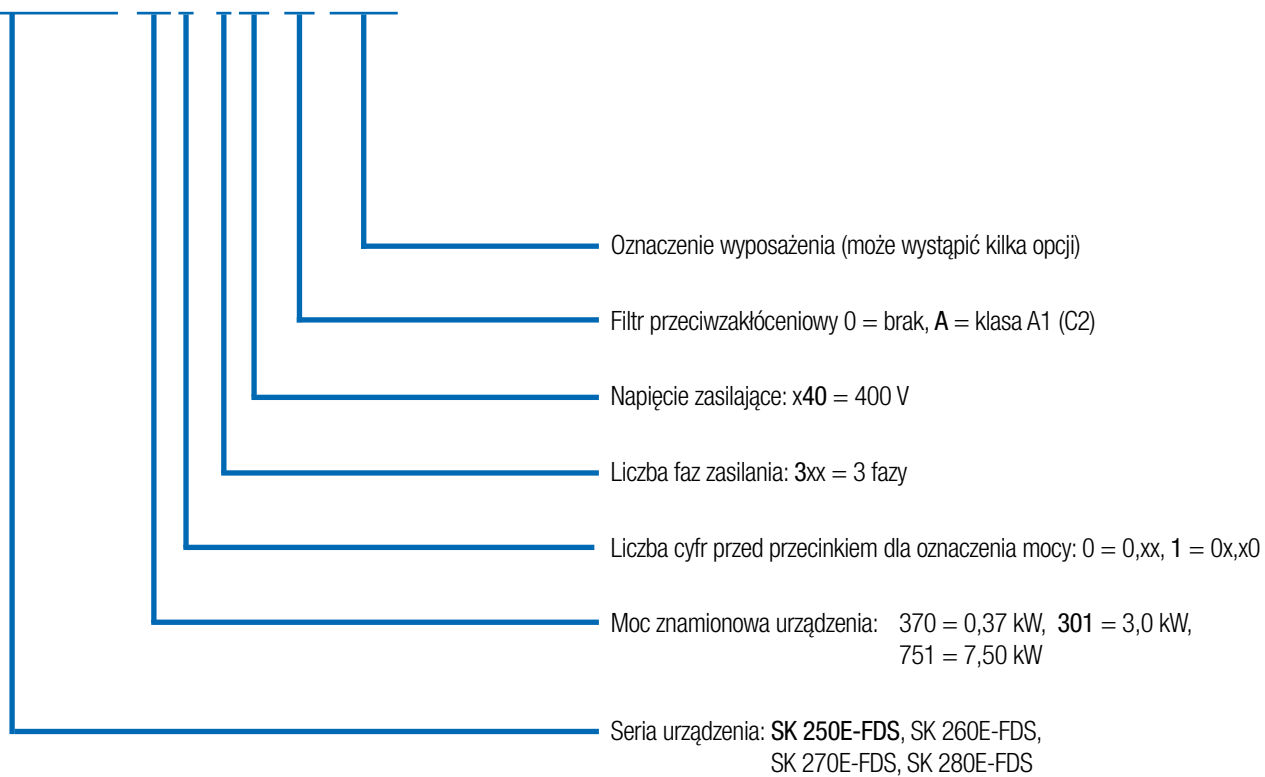 Oznaczenie wyposażenia (może wystąpić kilka opcji)
Filtr przeciwzakłóceniowy 0 = brak, A = klasa A1 (C2)
Napięcie zasilające: x40 = 400 V
Liczba faz zasilania: 3xx = 3 fazy
Liczba cyfr przed przecinkiem dla oznaczenia mocy: 0 = 0,xx, 1 = 0x,x0
Moc znamionowa urządzenia: 370 = 0,37 kW, 301 = 3,0 kW,
751 = 7,50 kW
Seria urządzenia: SK 250E-FDS, SK 260E-FDS,
SK 270E-FDS, SK 280E-FDS